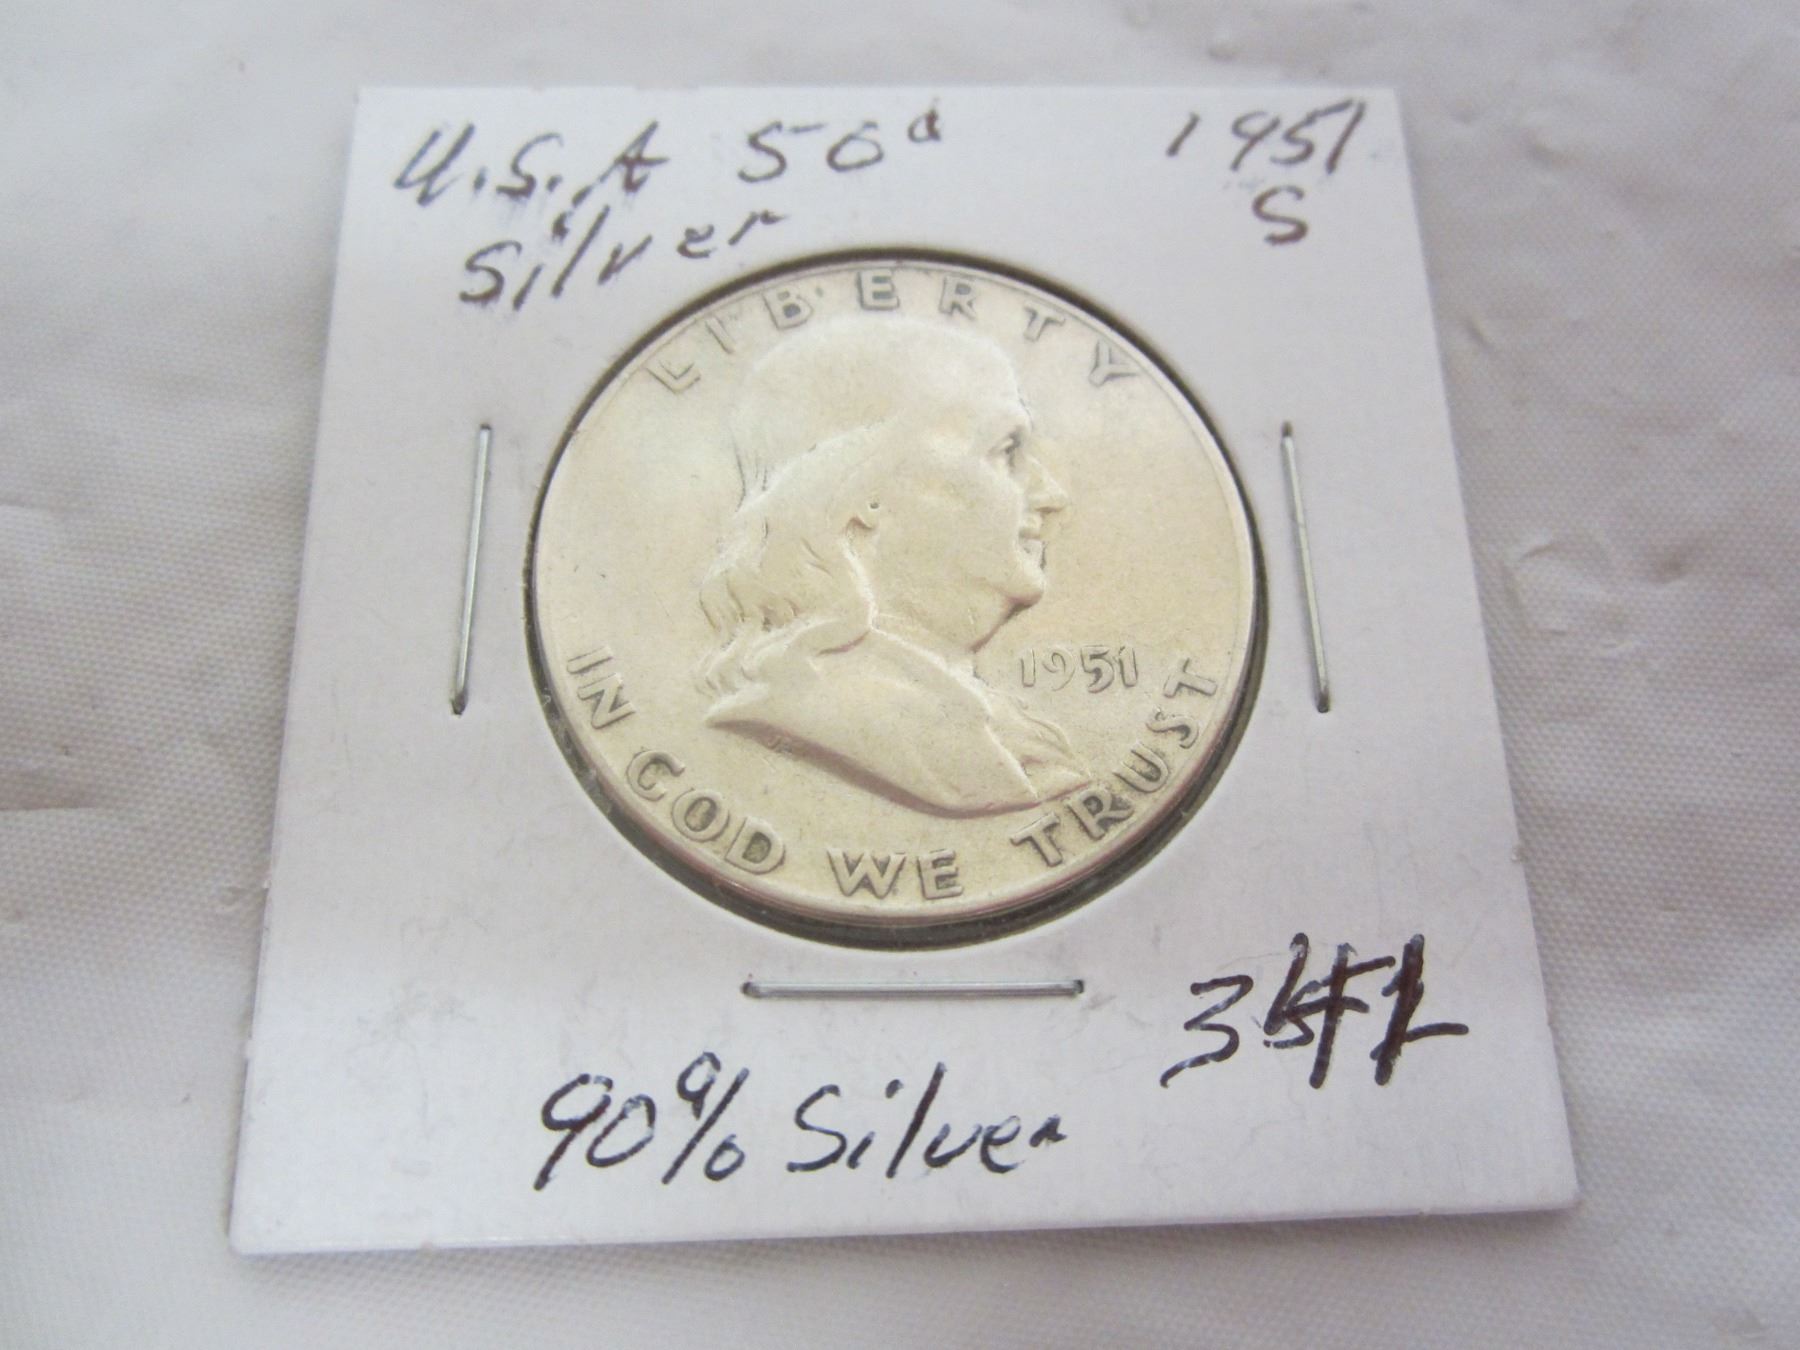 U.S.A 50¢ 1951
Silver S
LIBERTY
1951
IN GOD WE TRUST
90% Silver